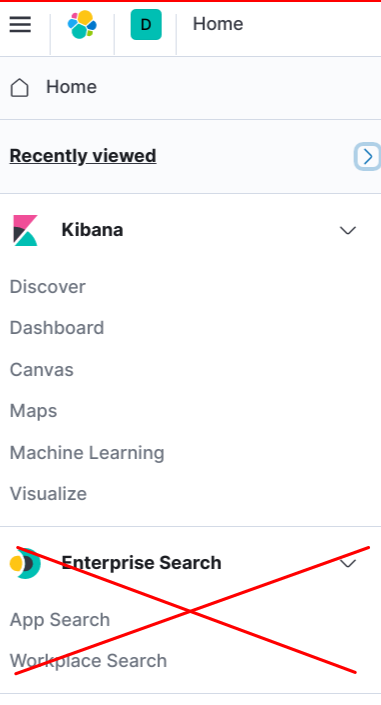 D Home
Home
Recently viewed
Kibana
Discover
Dashboard
Canvas
Maps
Machine Learning
Visualize
Enterprise Search
App Search
Workplace Search